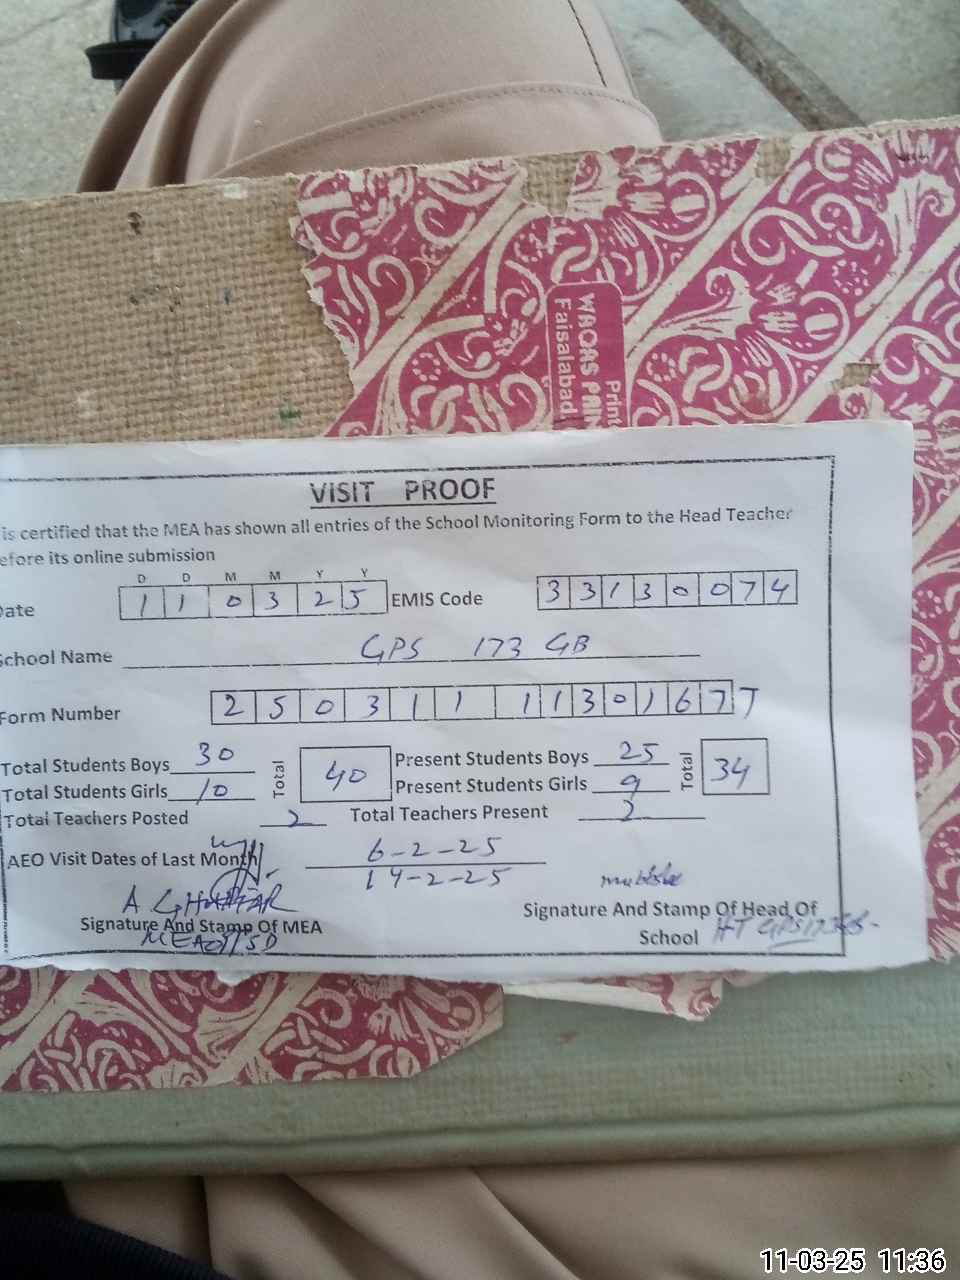 WAQAS PRIN
Faisalabad
VISIT PROOF
is certified that the MEA has shown all entries of the School Monitoring Form to the Head Teacher
efore its online submission
D D M M Y Y
Date 1 1 0 3 2 5 EMIS Code 3 3 1 3 0 0 7 4
School Name GPS 173 GB
Form Number 2 5 0 3 1 1 1 1 3 0 1 6 7 7
Total Students Boys 30 Total 40 Present Students Boys 25 Total 34
Total Students Girls 10 Present Students Girls 9
Total Teachers Posted 2 Total Teachers Present 2
AEO Visit Dates of Last Month 6-2-25
14-2-25
A GHAFFAR
Signature And Stamp Of MEA
Signature And Stamp Of Head Of
School HT GPS 173GB
11-03-25 11:36